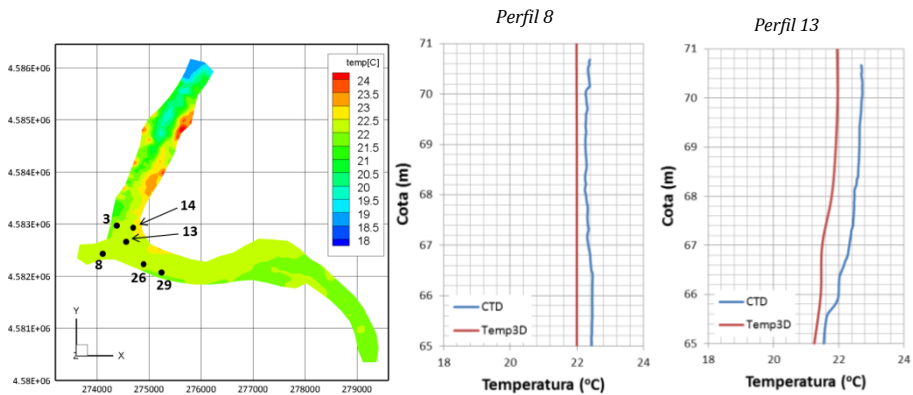 Perfil 8
Perfil 13
4.586E+06
4.585E+06
4.584E+06
4.583E+06
4.582E+06
4.581E+06
4.58E+06
274000 275000 276000 277000 278000 279000
Y
Z X
temp[C]
24
23.5
23
22.5
22
21.5
21
20.5
20
19.5
19
18.5
18
3
14
13
8
26
29
Cota (m)
71
70
69
68
67
66
65
CTD
Temp3D
18 20 22 24
Temperatura (ºC)
Cota (m)
71
70
69
68
67
66
65
CTD
Temp3D
18 20 22 24
Temperatura (ºC)